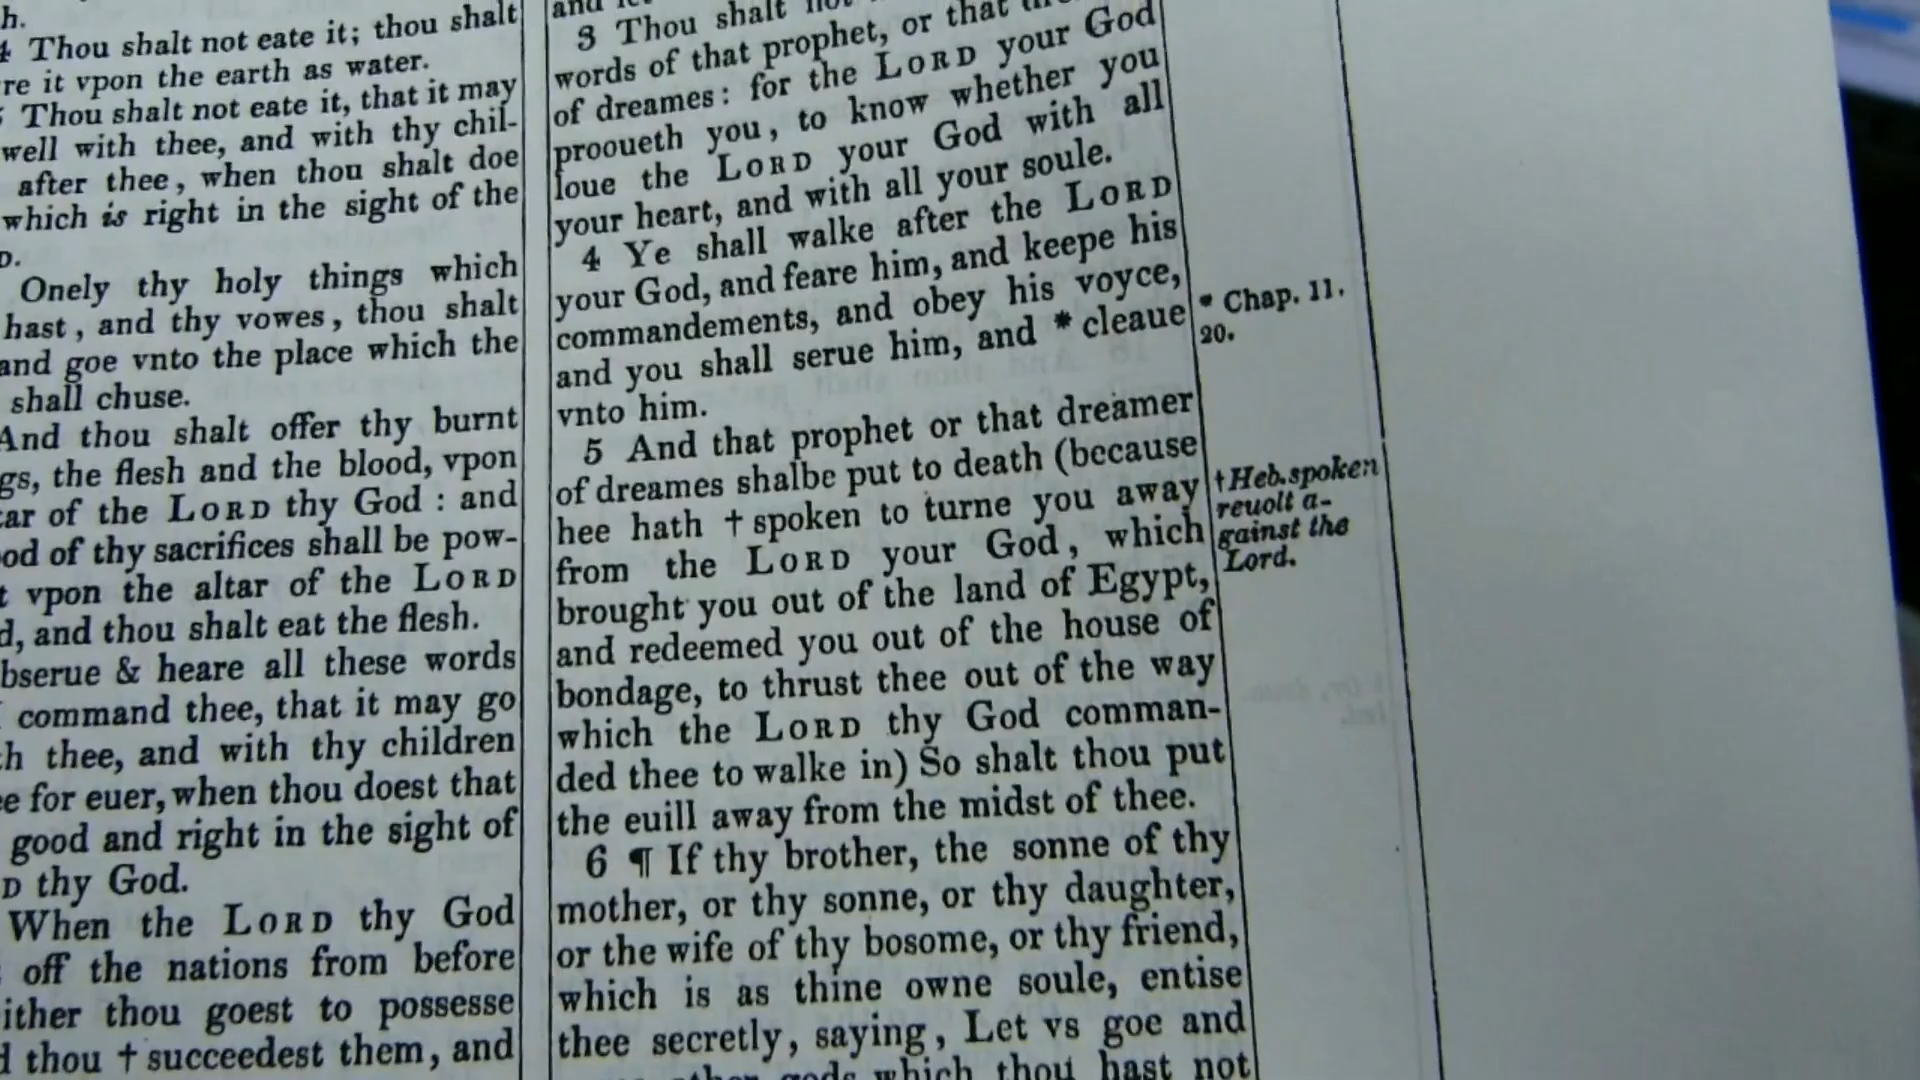 h.
4 Thou shalt not eate it; thou shalt
re it vpon the earth as water.
5 Thou shalt not eate it, that it may
well with thee, and with thy chil-
after thee, when thou shalt doe
which is right in the sight of the
D.
Onely thy holy things which
hast, and thy vowes, thou shalt
and goe vnto the place which the
shall chuse.
And thou shalt offer thy burnt
gs, the flesh and the blood, vpon
tar of the LORD thy God: and
od of thy sacrifices shall be pow-
t vpon the altar of the LORD
d, and thou shalt eat the flesh.
bserue & heare all these words
I command thee, that it may go
th thee, and with thy children
ee for euer, when thou doest that
good and right in the sight of
D thy God.
When the LORD thy God
off the nations from before
ither thou goest to possesse
d thou † succeedest them, and
and let
3 Thou shalt not
words of that prophet, or that
of dreames: for the LORD your God
prooueth you, to know whether you
loue the LORD your God with all
your heart, and with all your soule.
4 Ye shall walke after the LORD
your God, and feare him, and keepe his
commandements, and obey his voyce,
and you shall serue him, and * cleaue
vnto him.
5 And that prophet or that dreamer
of dreames shalbe put to death (because
hee hath † spoken to turne you away
from the LORD your God, which
brought you out of the land of Egypt,
and redeemed you out of the house of
bondage, to thrust thee out of the way
which the LORD thy God comman-
ded thee to walke in) So shalt thou put
the euill away from the midst of thee.
6 ¶ If thy brother, the sonne of thy
mother, or thy sonne, or thy daughter,
or the wife of thy bosome, or thy friend,
which is as thine owne soule, entise
thee secretly, saying, Let vs goe and
other gods which thou hast not
* Chap. 11.
20.
† Heb. spoken
reuolt a-
gainst the
Lord.